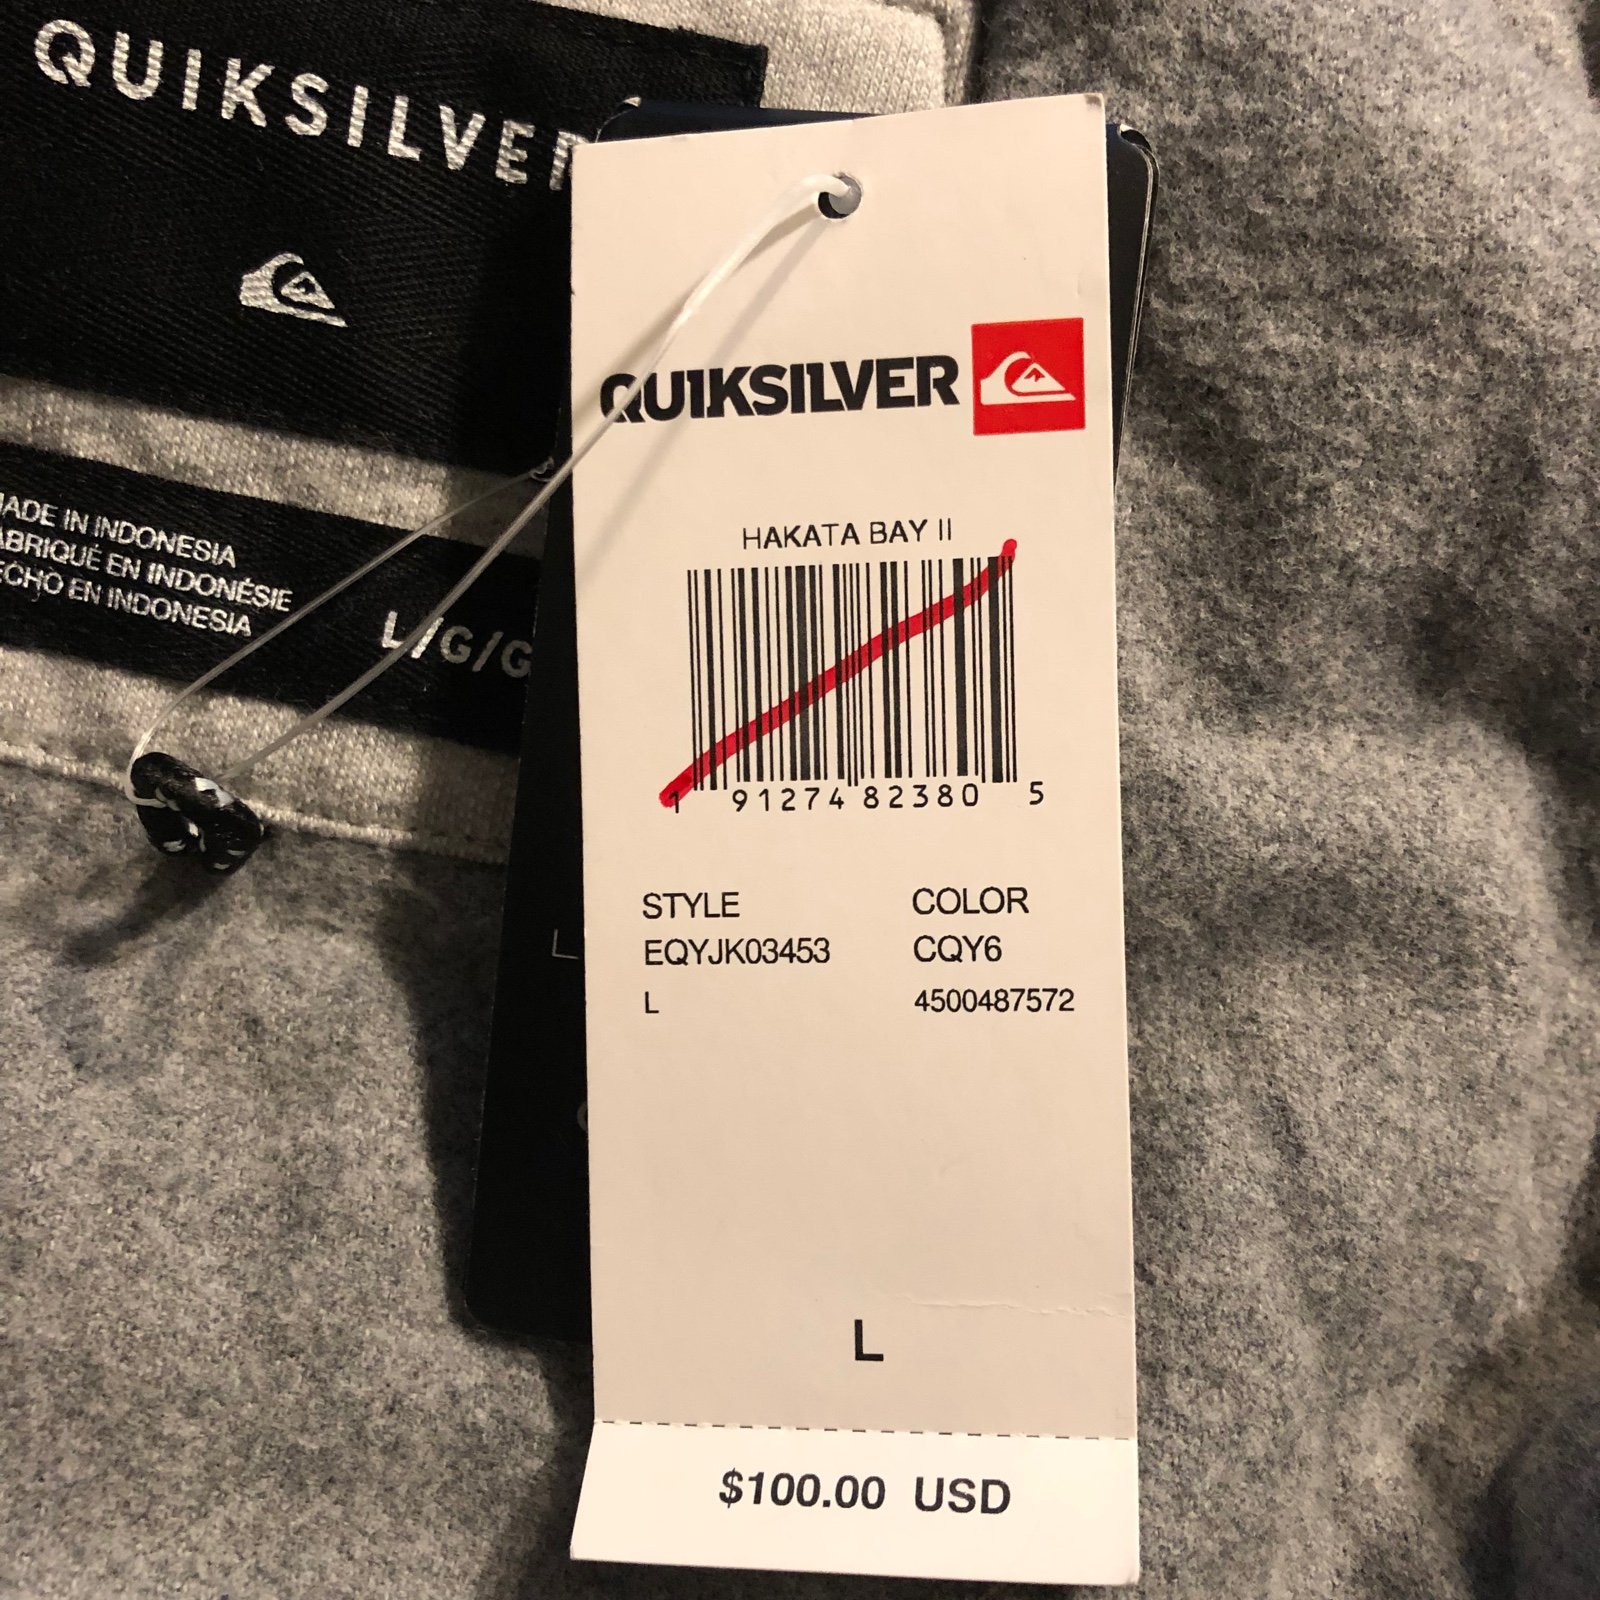 QUIKSILVER
MADE IN INDONESIA
FABRIQUÉ EN INDONÉSIE
HECHO EN INDONESIA
L/G/G
QUIKSILVER
HAKATA BAY II
1 91274 82380 5
STYLE COLOR
EQYJK03453 CQY6
L 4500487572
L
$100.00 USD